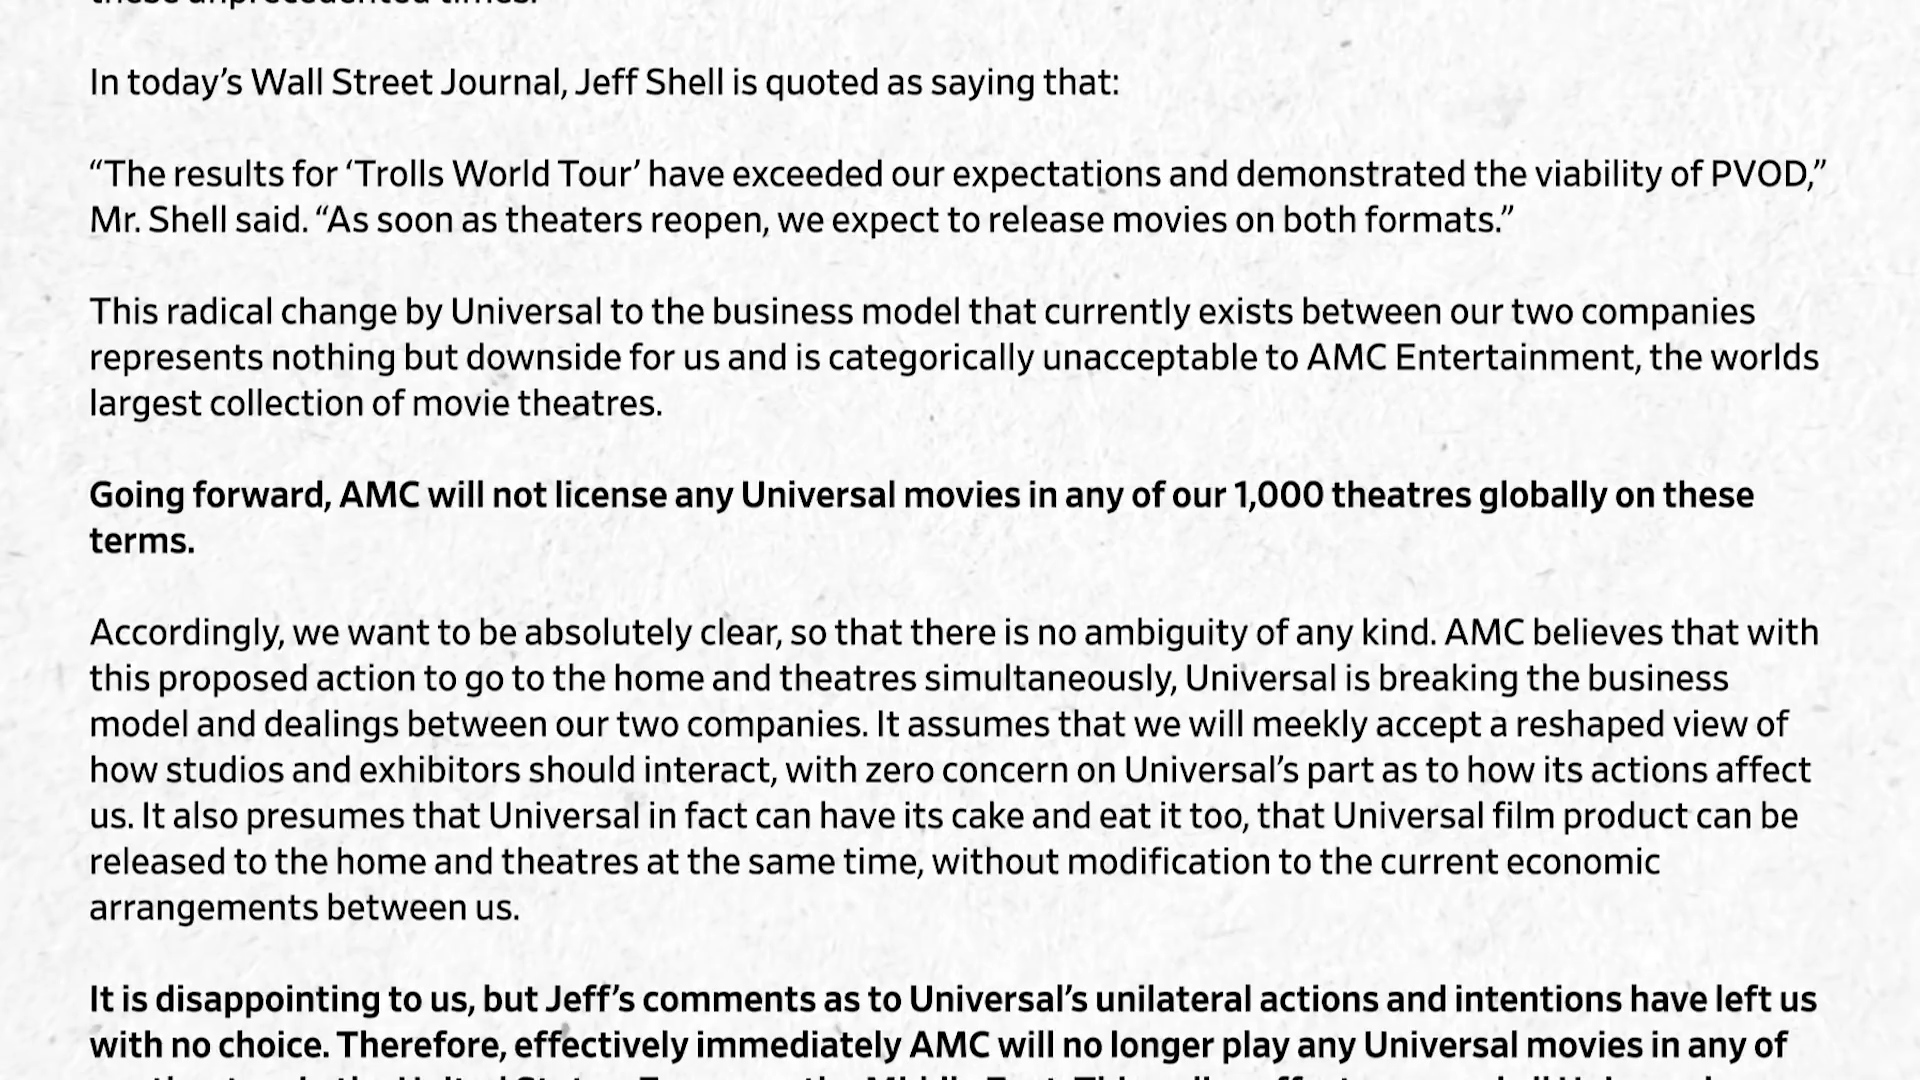 these unprecedented times.
In today’s Wall Street Journal, Jeff Shell is quoted as saying that:
“The results for ‘Trolls World Tour’ have exceeded our expectations and demonstrated the viability of PVOD,”
Mr. Shell said. “As soon as theaters reopen, we expect to release movies on both formats.”
This radical change by Universal to the business model that currently exists between our two companies
represents nothing but downside for us and is categorically unacceptable to AMC Entertainment, the worlds
largest collection of movie theatres.
Going forward, AMC will not license any Universal movies in any of our 1,000 theatres globally on these
terms.
Accordingly, we want to be absolutely clear, so that there is no ambiguity of any kind. AMC believes that with
this proposed action to go to the home and theatres simultaneously, Universal is breaking the business
model and dealings between our two companies. It assumes that we will meekly accept a reshaped view of
how studios and exhibitors should interact, with zero concern on Universal’s part as to how its actions affect
us. It also presumes that Universal in fact can have its cake and eat it too, that Universal film product can be
released to the home and theatres at the same time, without modification to the current economic
arrangements between us.
It is disappointing to us, but Jeff’s comments as to Universal’s unilateral actions and intentions have left us
with no choice. Therefore, effectively immediately AMC will no longer play any Universal movies in any of